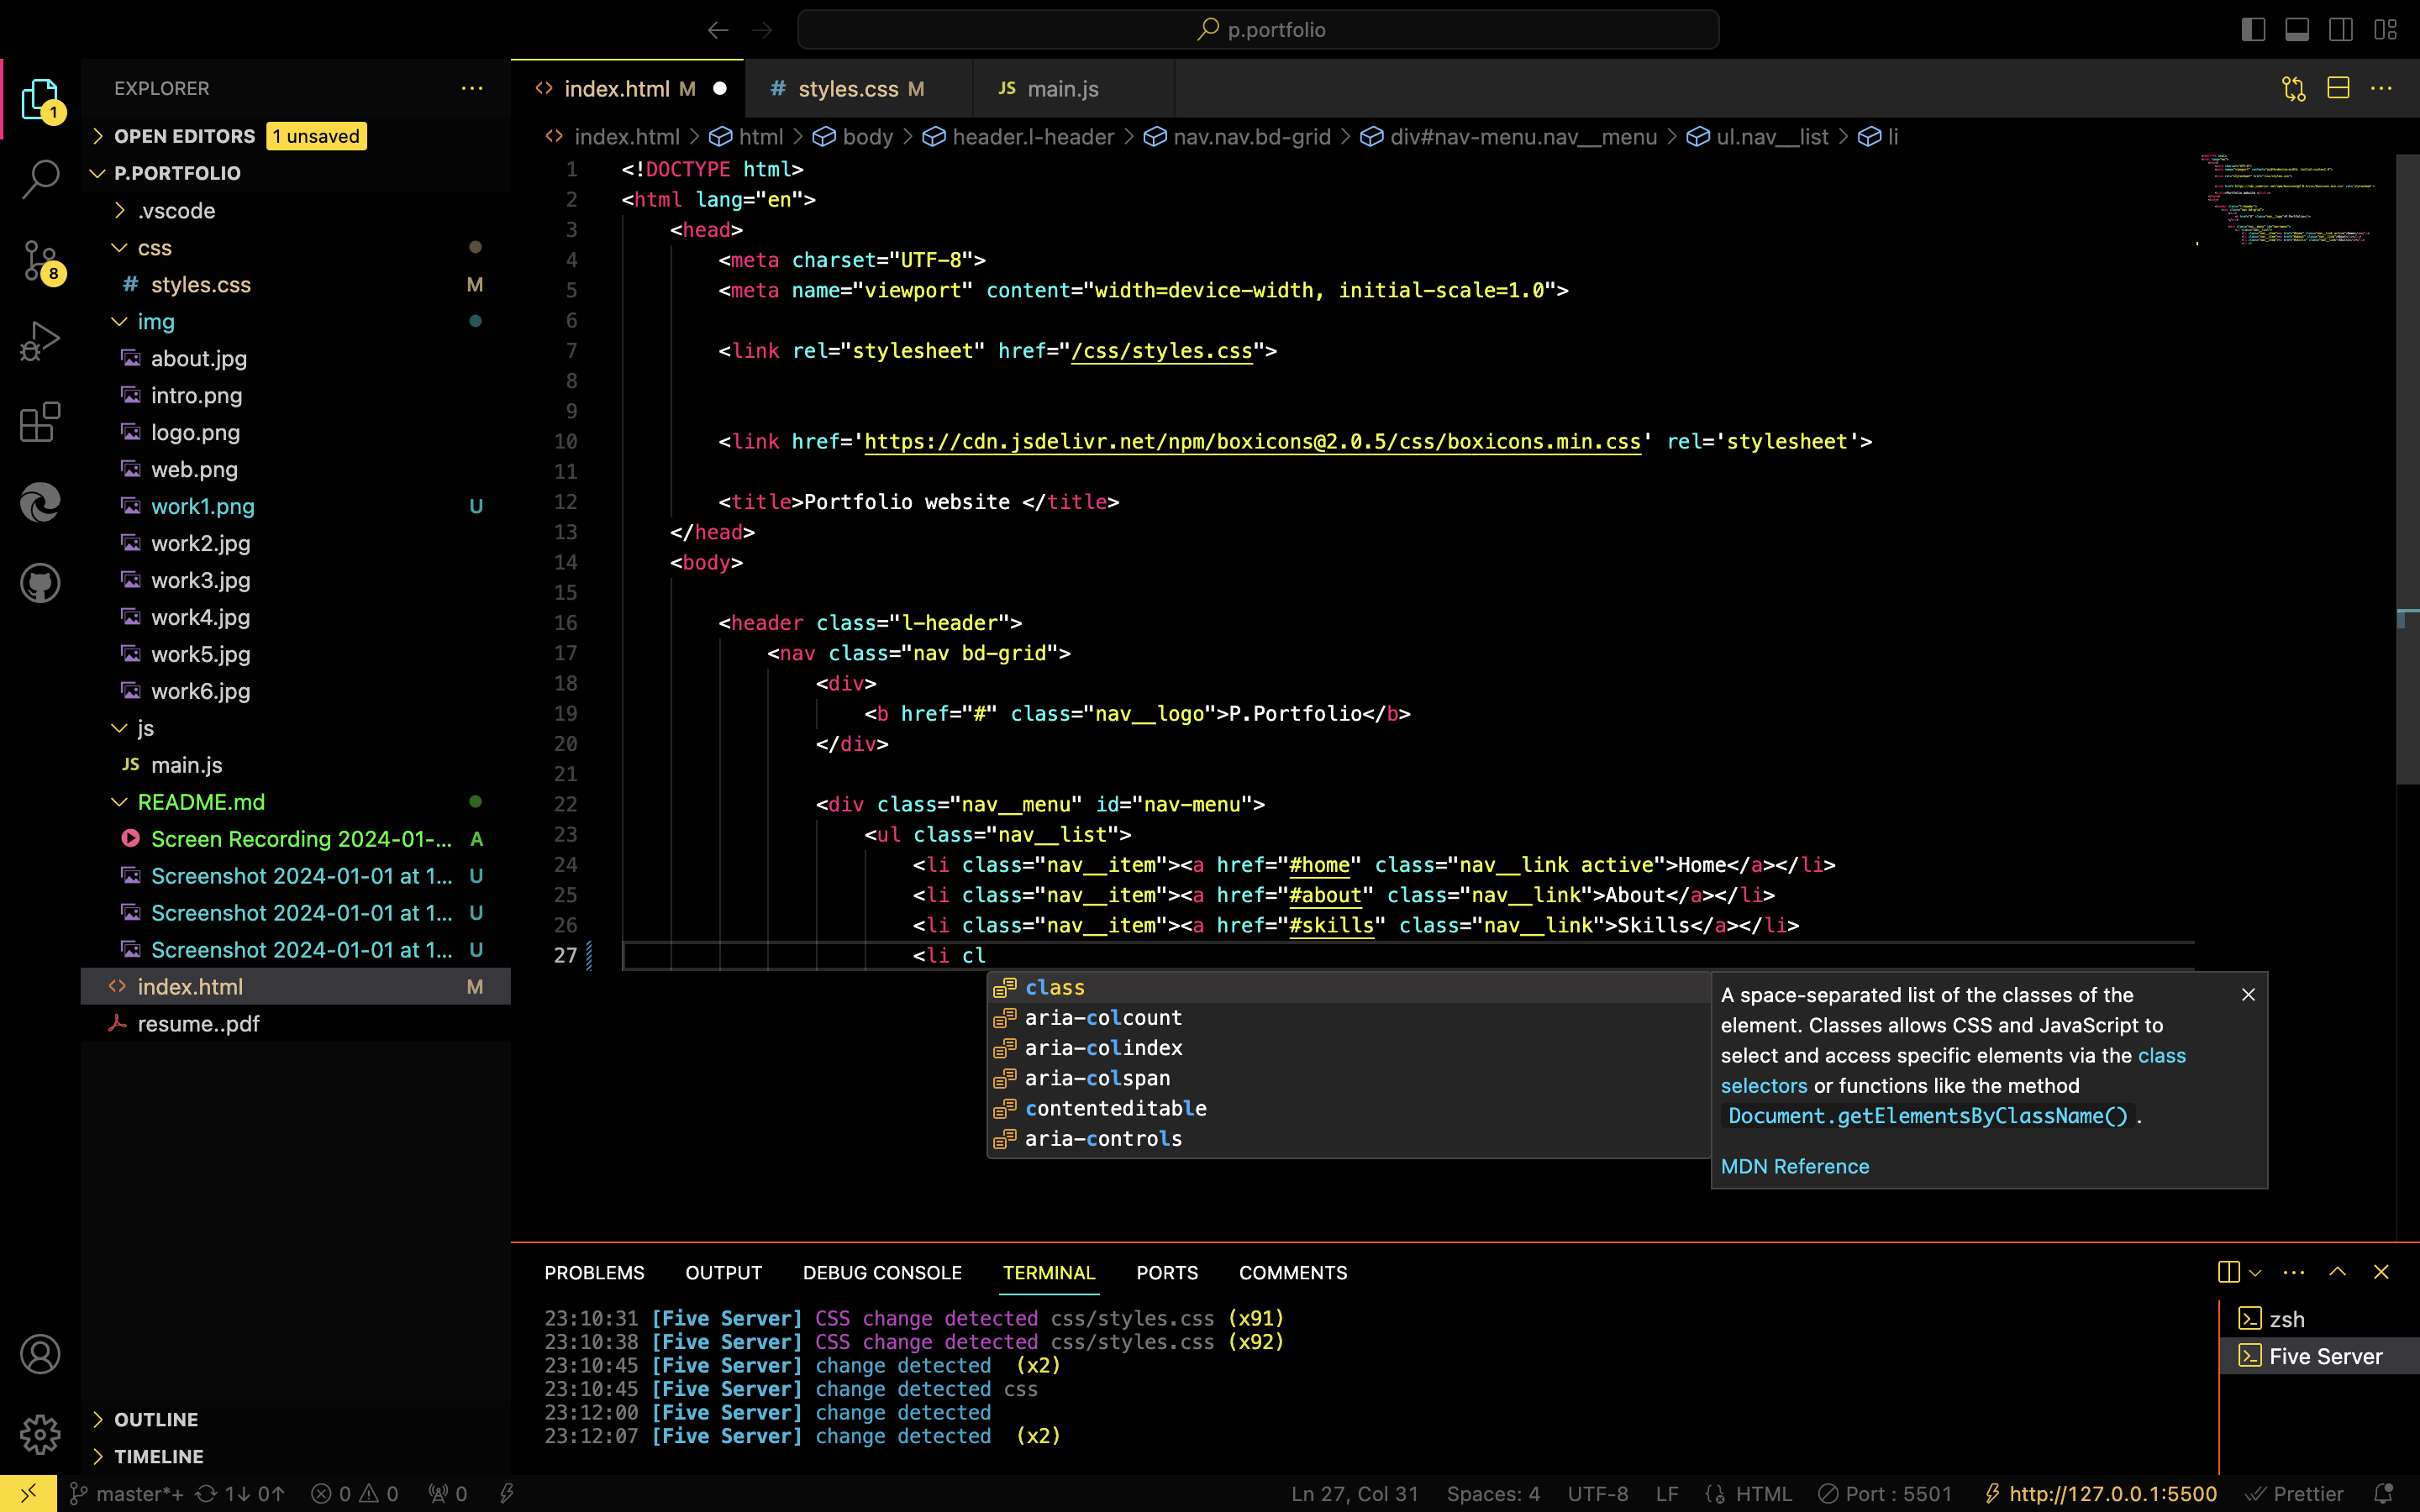 p.portfolio
EXPLORER
1
OPEN EDITORS 1 unsaved
P.PORTFOLIO
.vscode
css
# styles.css M
8
img
about.jpg
intro.png
logo.png
web.png
work1.png U
work2.jpg
work3.jpg
work4.jpg
work5.jpg
work6.jpg
js
JS main.js
README.md
Screen Recording 2024-01-... A
Screenshot 2024-01-01 at 1... U
Screenshot 2024-01-01 at 1... U
Screenshot 2024-01-01 at 1... U
<> index.html M
resume..pdf
OUTLINE
TIMELINE
<> index.html M # styles.css M JS main.js
<> index.html > html > body > header.l-header > nav.nav.bd-grid > div#nav-menu.nav__menu > ul.nav__list > li
1 <!DOCTYPE html>
2 <html lang="en">
3 <head>
4 <meta charset="UTF-8">
5 <meta name="viewport" content="width=device-width, initial-scale=1.0">
6
7 <link rel="stylesheet" href="/css/styles.css">
8
9
10 <link href='https://cdn.jsdelivr.net/npm/boxicons@2.0.5/css/boxicons.min.css' rel='stylesheet'>
11
12 <title>Portfolio website </title>
13 </head>
14 <body>
15
16 <header class="l-header">
17 <nav class="nav bd-grid">
18 <div>
19 <b href="#" class="nav__logo">P.Portfolio</b>
20 </div>
21
22 <div class="nav__menu" id="nav-menu">
23 <ul class="nav__list">
24 <li class="nav__item"><a href="#home" class="nav__link active">Home</a></li>
25 <li class="nav__item"><a href="#about" class="nav__link">About</a></li>
26 <li class="nav__item"><a href="#skills" class="nav__link">Skills</a></li>
27 <li cl
class
aria-colcount
aria-colindex
aria-colspan
contenteditable
aria-controls
A space-separated list of the classes of the
element. Classes allows CSS and JavaScript to
select and access specific elements via the class
selectors or functions like the method
Document.getElementsByClassName() .
MDN Reference
PROBLEMS OUTPUT DEBUG CONSOLE TERMINAL PORTS COMMENTS
23:10:31 [Five Server] CSS change detected css/styles.css (x91)
23:10:38 [Five Server] CSS change detected css/styles.css (x92)
23:10:45 [Five Server] change detected (x2)
23:10:45 [Five Server] change detected css
23:12:00 [Five Server] change detected
23:12:07 [Five Server] change detected (x2)
zsh
Five Server
master*+ 1↓ 0↑ 0 0 0 Ln 27, Col 31 Spaces: 4 UTF-8 LF HTML Port : 5501 http://127.0.0.1:5500 Prettier